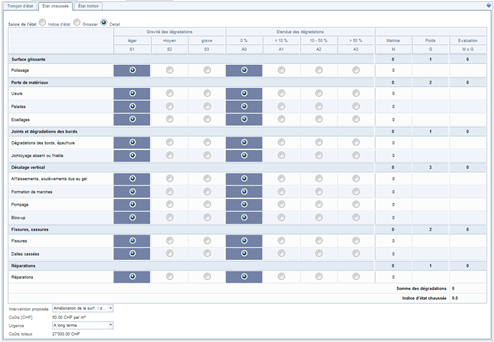 Tronçon d'état État chaussée État trottoir
Saisie de l'état Indice d'état Grossier Détail
Gravité des dégradations Etendue des dégradations
léger moyen grave 0 % < 10 % 10 - 50 % > 50 % Matrice Poids Evaluation
S1 S2 S3 A0 A1 A2 A3 M G M x G
Surface glissante 0 1 0
Polissage 0
Perte de matériaux 0 2 0
Usure 0
Pelades 0
Ecaillages 0
Joints et dégradations des bords 0 1 0
Dégradations des bords, épaufrure 0
Jointoyage absent ou friable 0
Décalage vertical 0 3 0
Affaissements, soulèvements dus au gel 0
Formation de marches 0
Pompage 0
Blow-up 0
Fissures, cassures 0 2 0
Fissures 0
Dalles cassées 0
Réparations 0 1 0
Réparations 0
Somme des dégradations 0
Indice d'état chaussée 0.0
Intervention proposée Amélioration de la surf. / d...
Coûts [CHF] 50.00 CHF par m²
Urgence A long terme
Coûts totaux 27'000.00 CHF